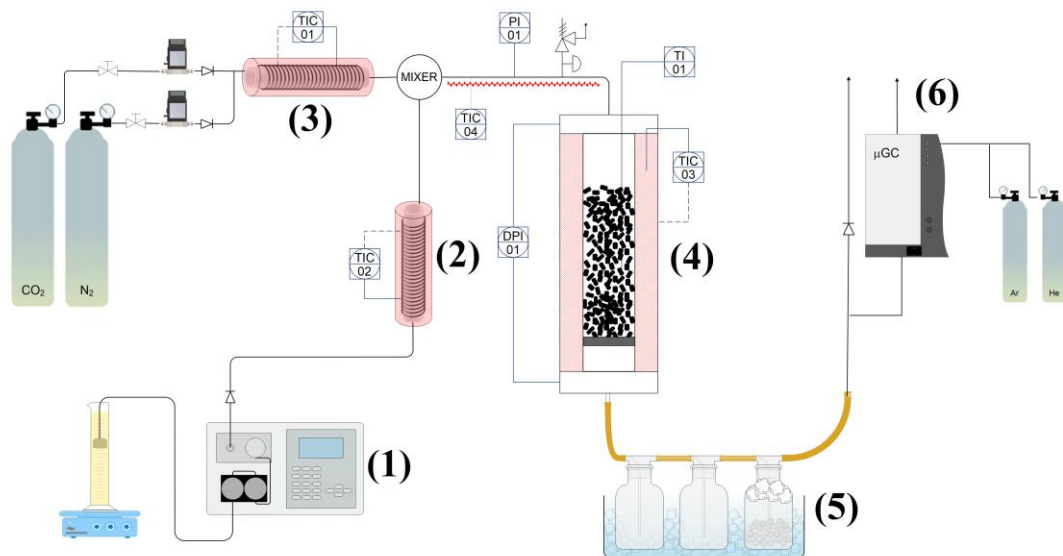 TIC
01
PI
01
TI
01
MIXER
(3)
TIC
04
(6)
μGC
TIC
03
CO₂
N₂
TIC
02
(2)
DPI
01
(4)
Ar
He
(1)
(5)